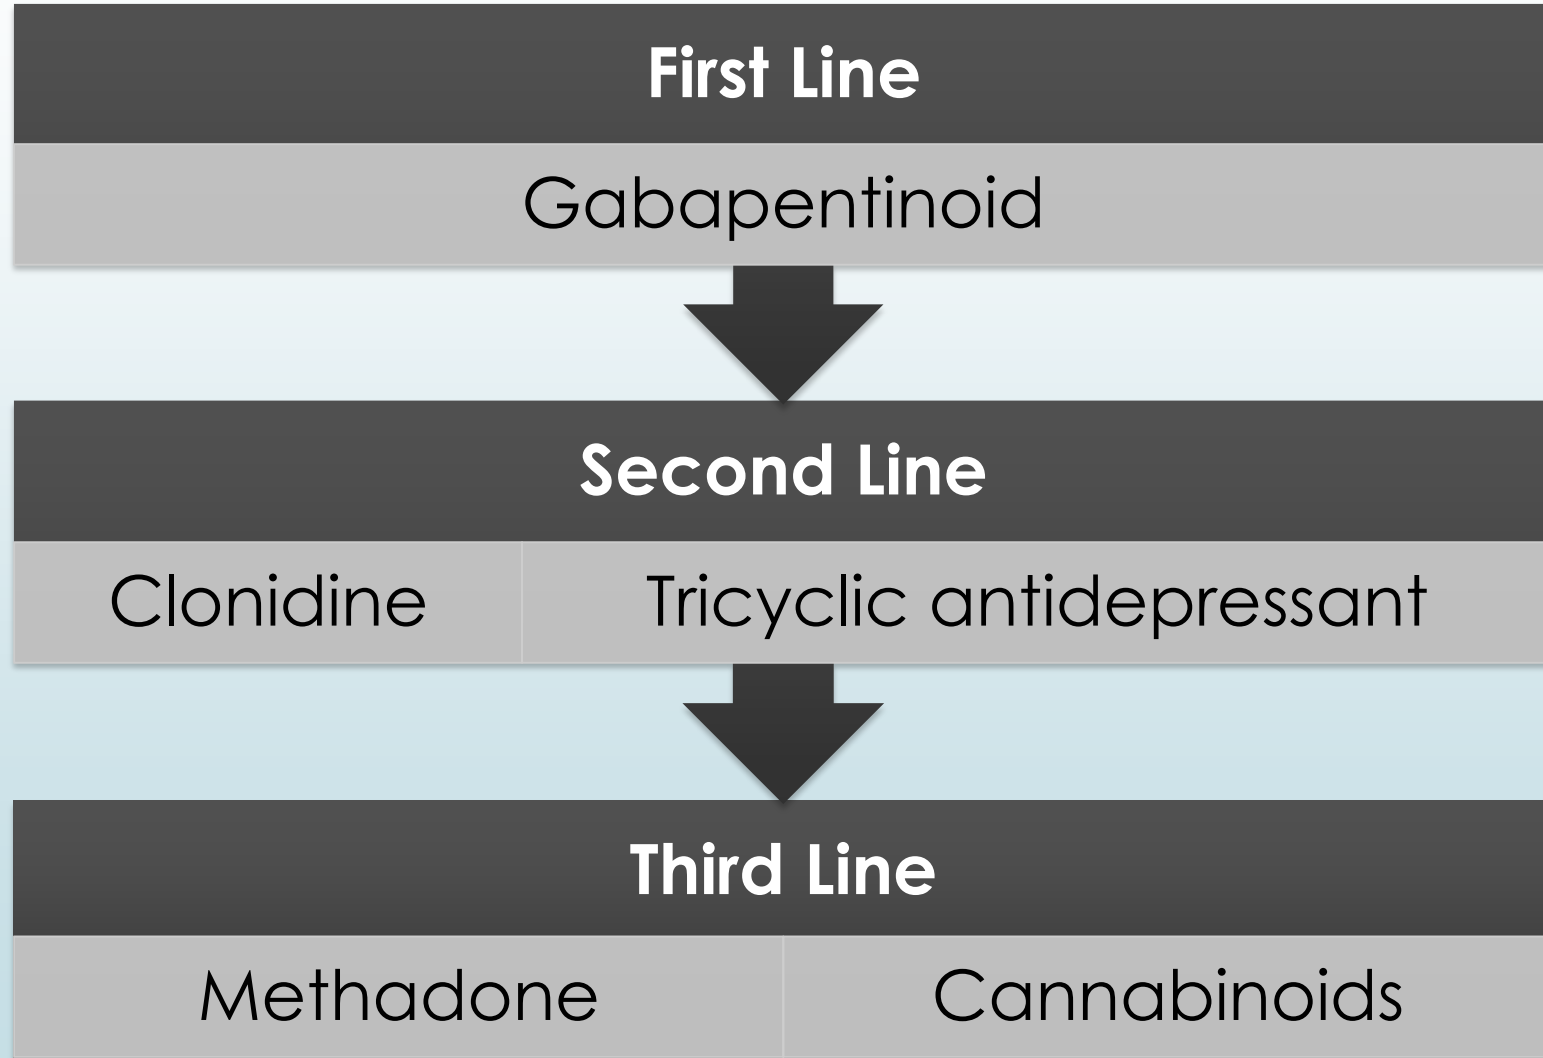 First Line
Gabapentinoid
Second Line
Clonidine Tricyclic antidepressant
Third Line
Methadone Cannabinoids